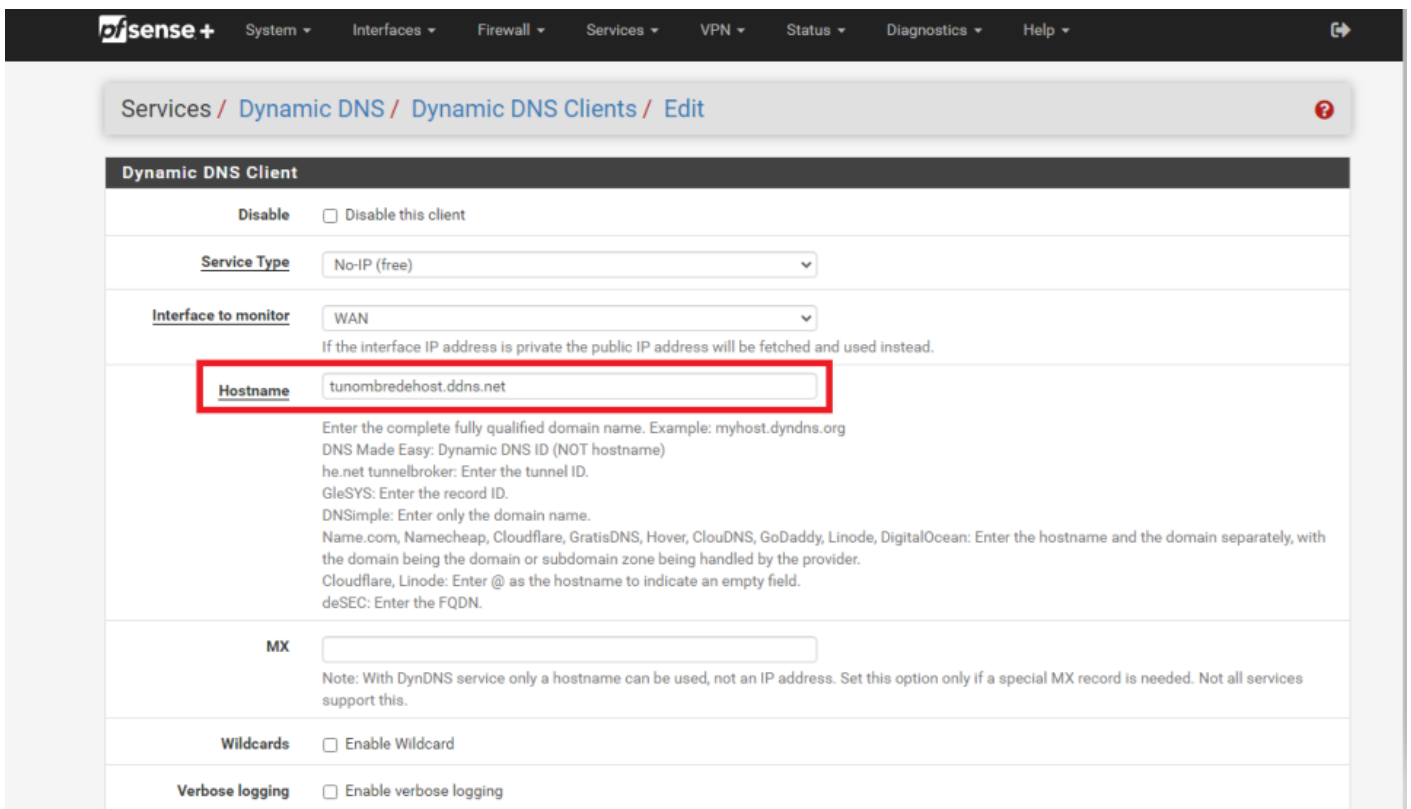 pfsense + System Interfaces Firewall Services VPN Status Diagnostics Help
Services / Dynamic DNS / Dynamic DNS Clients / Edit
Dynamic DNS Client
Disable Disable this client
Service Type No-IP (free)
Interface to monitor WAN
If the interface IP address is private the public IP address will be fetched and used instead.
Hostname tunombredehost.ddns.net
Enter the complete fully qualified domain name. Example: myhost.dyndns.org
DNS Made Easy: Dynamic DNS ID (NOT hostname)
he.net tunnelbroker: Enter the tunnel ID.
GleSYS: Enter the record ID.
DNSimple: Enter only the domain name.
Name.com, Namecheap, Cloudflare, GratisDNS, Hover, ClouDNS, GoDaddy, Linode, DigitalOcean: Enter the hostname and the domain separately, with
the domain being the domain or subdomain zone being handled by the provider.
Cloudflare, Linode: Enter @ as the hostname to indicate an empty field.
deSEC: Enter the FQDN.
MX
Note: With DynDNS service only a hostname can be used, not an IP address. Set this option only if a special MX record is needed. Not all services
support this.
Wildcards Enable Wildcard
Verbose logging Enable verbose logging